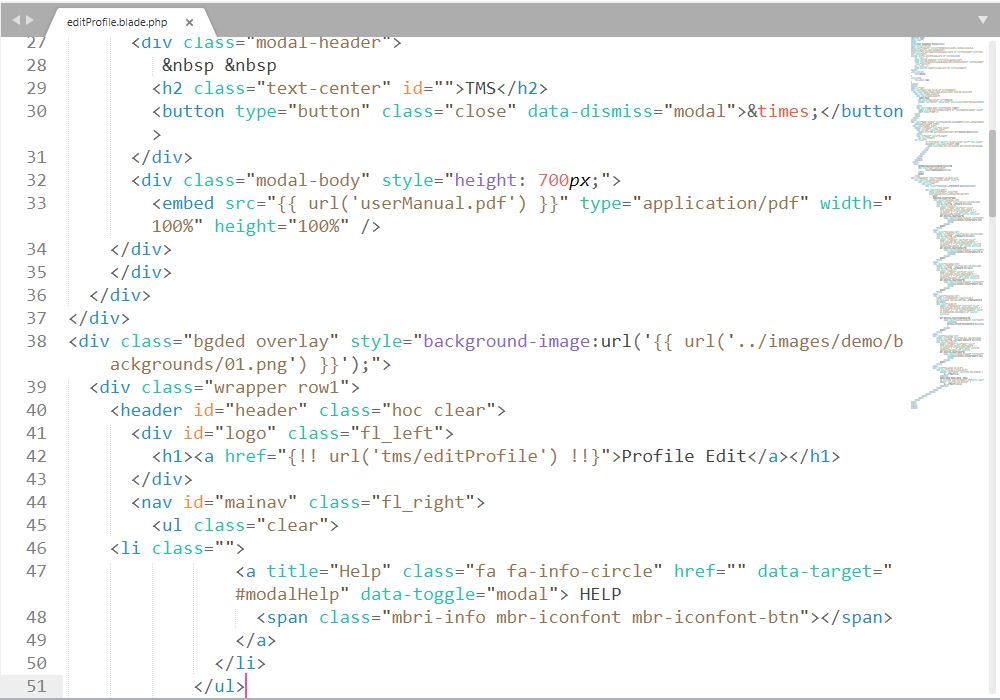 editProfile.blade.php ×
27 <div class="modal-header">
28 &nbsp &nbsp
29 <h2 class="text-center" id="">TMS</h2>
30 <button type="button" class="close" data-dismiss="modal">&times;</button
>
31 </div>
32 <div class="modal-body" style="height: 700px;">
33 <embed src="{{ url('userManual.pdf') }}" type="application/pdf" width="
100%" height="100%" />
34 </div>
35 </div>
36 </div>
37 </div>
38 <div class="bgded overlay" style="background-image:url('{{ url('../images/demo/b
ackgrounds/01.png') }}');">
39 <div class="wrapper row1">
40 <header id="header" class="hoc clear">
41 <div id="logo" class="fl_left">
42 <h1><a href="{!! url('tms/editProfile') !!}">Profile Edit</a></h1>
43 </div>
44 <nav id="mainav" class="fl_right">
45 <ul class="clear">
46 <li class="">
47 <a title="Help" class="fa fa-info-circle" href="" data-target="
#modalHelp" data-toggle="modal"> HELP
48 <span class="mbri-info mbr-iconfont mbr-iconfont-btn"></span>
49 </a>
50 </li>
51 </ul>